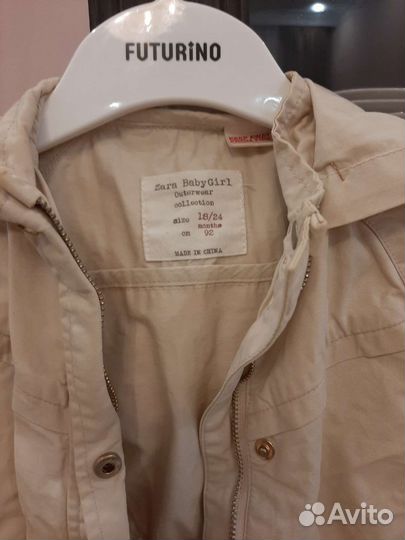 FUTURINO
Zara BabyGirl
Outerwear
collection
size 18/24
months
cm 92
MADE IN CHINA
Avito